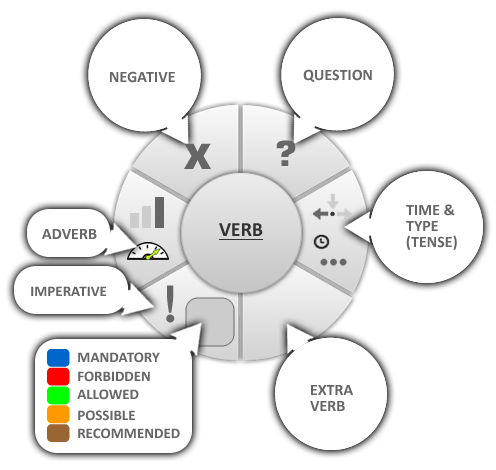 NEGATIVE
QUESTION
X
?
TIME &
TYPE
(TENSE)
VERB
ADVERB
IMPERATIVE
!
MANDATORY
FORBIDDEN
ALLOWED
POSSIBLE
RECOMMENDED
EXTRA
VERB